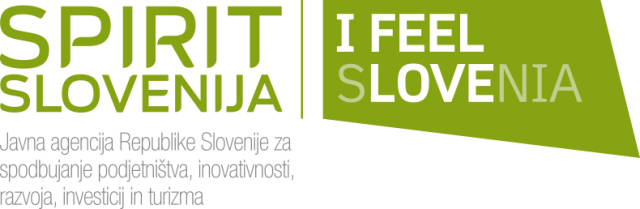 SPIRIT
SLOVENIJA
Javna agencija Republike Slovenije za
spodbujanje podjetništva, inovativnosti,
razvoja, investicij in turizma
I FEEL
SLOVENIA